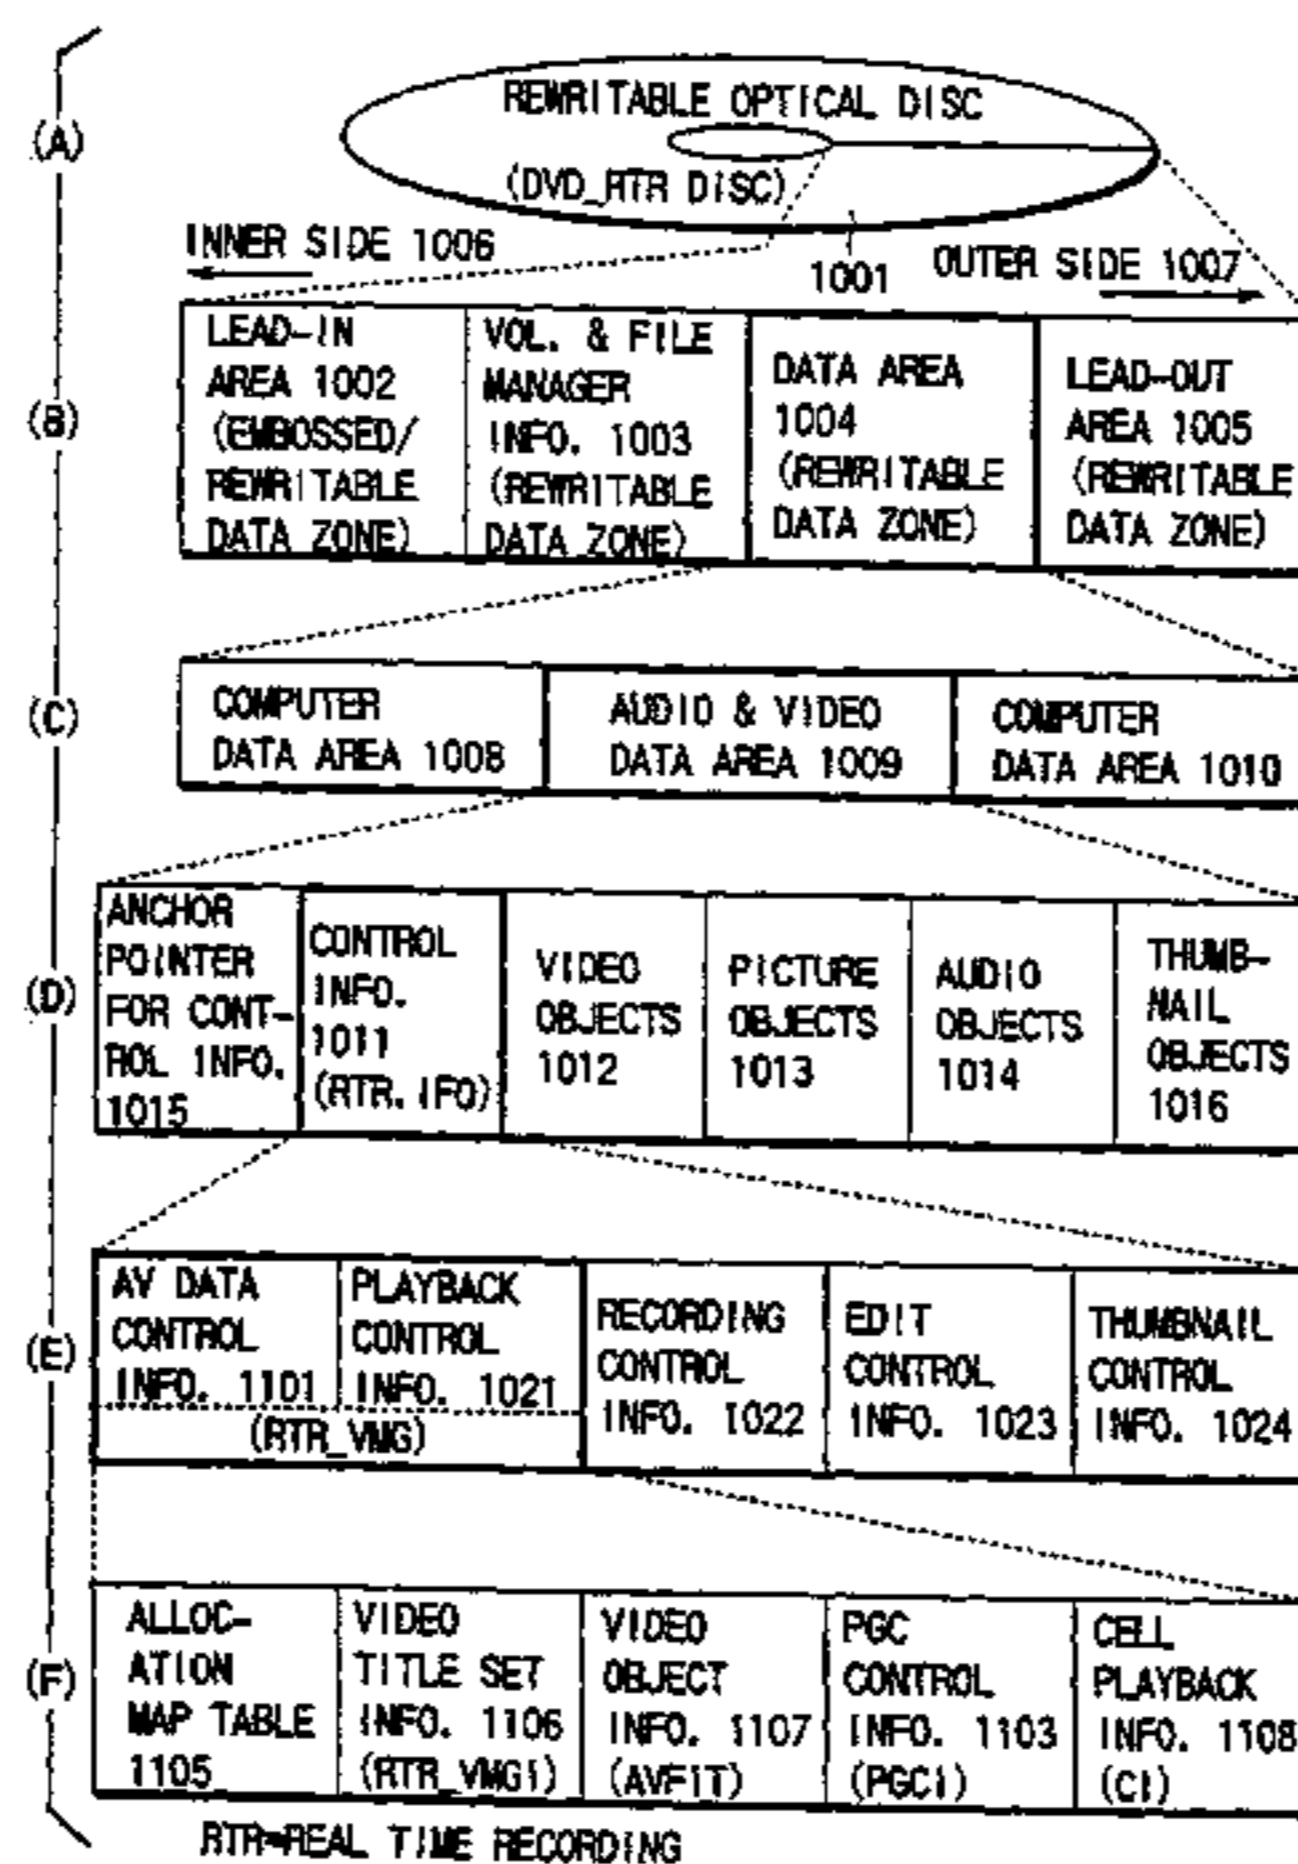 (A)
REWRITABLE OPTICAL DISC
(DVD_RTR DISC)
INNER SIDE 1006
1001
OUTER SIDE 1007
(B)
LEAD-IN
AREA 1002
(EMBOSSED/
REWRITABLE
DATA ZONE)
VOL. & FILE
MANAGER
INFO. 1003
(REWRITABLE
DATA ZONE)
DATA AREA
1004
(REWRITABLE
DATA ZONE)
LEAD-OUT
AREA 1005
(REWRITABLE
DATA ZONE)
(C)
COMPUTER
DATA AREA 1008
AUDIO & VIDEO
DATA AREA 1009
COMPUTER
DATA AREA 1010
(D)
ANCHOR
POINTER
FOR CONT-
ROL INFO.
1015
CONTROL
INFO.
1011
(RTR.IFO)
VIDEO
OBJECTS
1012
PICTURE
OBJECTS
1013
AUDIO
OBJECTS
1014
THUMB-
NAIL
OBJECTS
1016
(E)
AV DATA
CONTROL
INFO. 1101
PLAYBACK
CONTROL
INFO. 1021
(RTR_VMG)
RECORDING
CONTROL
INFO. 1022
EDIT
CONTROL
INFO. 1023
THUMBNAIL
CONTROL
INFO. 1024
(F)
ALLOC-
ATION
MAP TABLE
1105
VIDEO
TITLE SET
INFO. 1106
(RTR_VMGI)
VIDEO
OBJECT
INFO. 1107
(AVFIT)
PGC
CONTROL
INFO. 1103
(PGCI)
CELL
PLAYBACK
INFO. 1108
(CI)
RTR=REAL TIME RECORDING